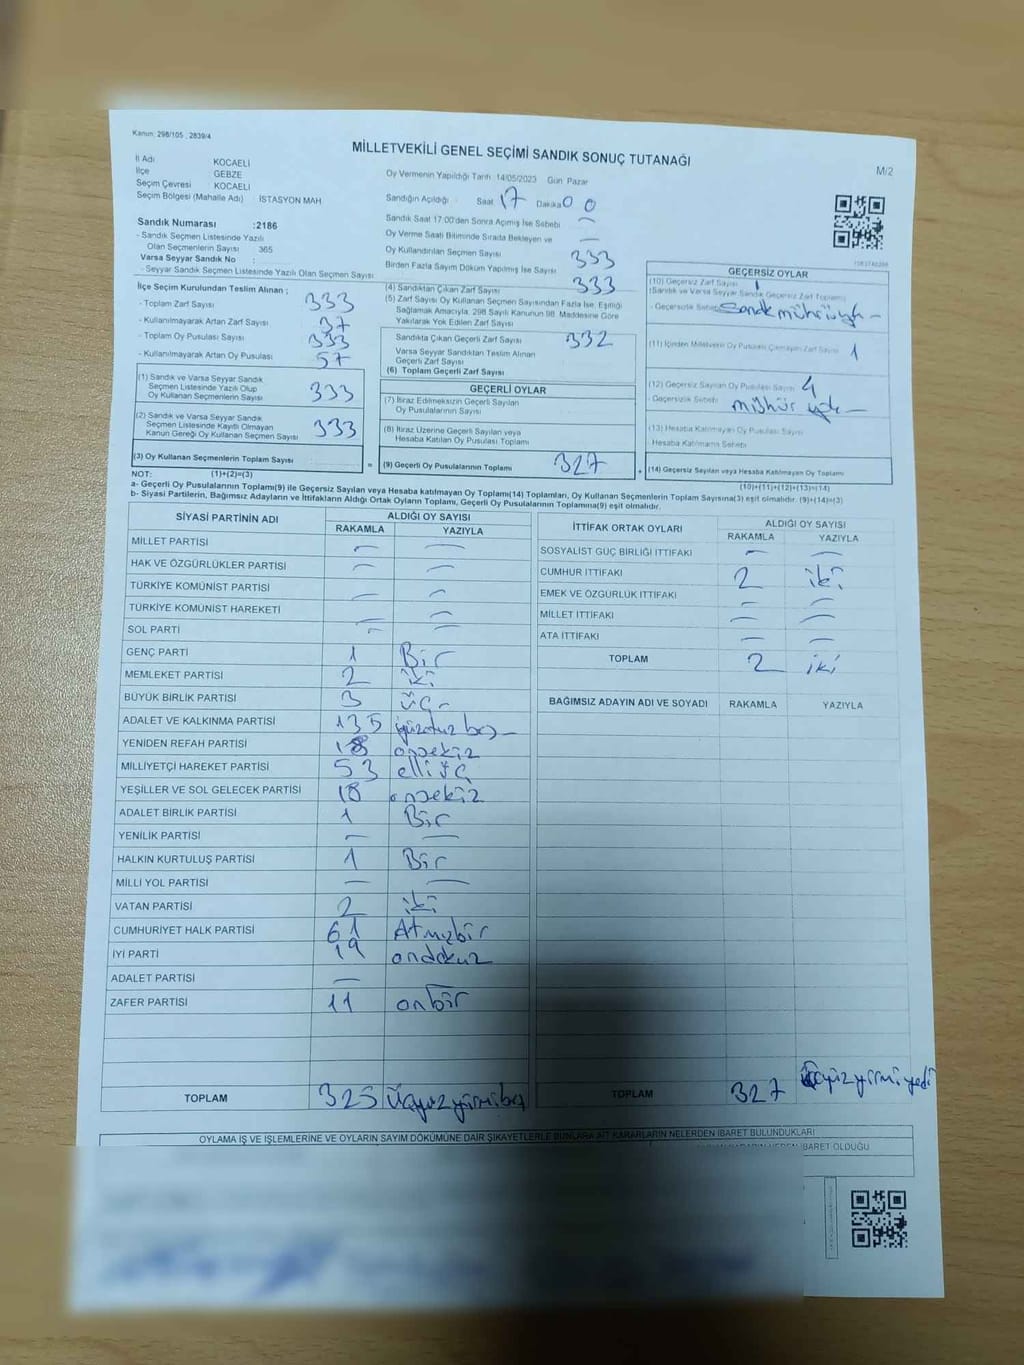 Kanun: 298/105 , 2839/4
MİLLETVEKİLİ GENEL SEÇİMİ SANDIK SONUÇ TUTANAĞI
M/2
İl Adı KOCAELİ
İlçe GEBZE
Seçim Çevresi KOCAELİ
Seçim Bölgesi (Mahalle Adı) İSTASYON MAH
Sandık Numarası :2186
- Sandık Seçmen Listesinde Yazılı
Olan Seçmenlerin Sayısı 365
Varsa Seyyar Sandık No :
- Seyyar Sandık Seçmen Listesinde Yazılı Olan Seçmen Sayısı
Oy Vermenin Yapıldığı Tarih 14/05/2023 Gün Pazar
Sandığın Açıldığı Saat 17 Dakika 00
Sandık Saat 17:00'den Sonra Açılmış İse Sebebi —
Oy Verme Saati Bitiminde Sırada Bekleyen ve —
Oy Kullandırılan Seçmen Sayısı 333
Birden Fazla Sayım Döküm Yapılmış İse Sayısı
İlçe Seçim Kurulundan Teslim Alınan ;
- Toplam Zarf Sayısı 333
- Kullanılmayarak Artan Zarf Sayısı 37
- Toplam Oy Pusulası Sayısı 333
- Kullanılmayarak Artan Oy Pusulası 57
(1) Sandık ve Varsa Seyyar Sandık
Seçmen Listesinde Yazılı Olup
Oy Kullanan Seçmenlerin Sayısı 333
(2) Sandık ve Varsa Seyyar Sandık
Seçmen Listesinde Kayıtlı Olmayan
Kanun Gereği Oy Kullanan Seçmen Sayısı 333
(3) Oy Kullanan Seçmenlerin Toplam Sayısı
(1)+(2)=(3)
(4) Sandıktan Çıkan Zarf Sayısı 333
(5) Zarf Sayısı Oy Kullanan Seçmen Sayısından Fazla İse, Eşitliği
Sağlamak Amacıyla, 298 Sayılı Kanunun 98. Maddesine Göre
Yakılarak Yok Edilen Zarf Sayısı
Sandıkta Çıkan Geçerli Zarf Sayısı 332
Varsa Seyyar Sandıktan Teslim Alınan
Geçerli Zarf Sayısı
(6) Toplam Geçerli Zarf Sayısı
GEÇERLİ OYLAR
(7) İtiraz Edilmeksizin Geçerli Sayılan
Oy Pusulalarının Sayısı
(8) İtiraz Üzerine Geçerli Sayılan veya
Hesaba Katılan Oy Pusulası Toplamı
= (9) Geçerli Oy Pusulalarının Toplamı 327 +
GEÇERSİZ OYLAR
(10) Geçersiz Zarf Sayısı 1
(Sandık ve Varsa Seyyar Sandık Geçersiz Zarf Toplamı)
- Geçersizlik Sebebi Sandık mührü yok -
(11) İçinden Milletvekili Oy Pusulası Çıkmayan Zarf Sayısı 1
(12) Geçersiz Sayılan Oy Pusulası Sayısı 4
- Geçersizlik Sebebi mühür yok -
(13) Hesaba Katılmayan Oy Pusulası Sayısı
Hesaba Katılmama Sebebi
(14) Geçersiz Sayılan veya Hesaba Katılmayan Oy Toplamı
(10)+(11)+(12)+(13)=(14)
NOT:
a- Geçerli Oy Pusulalarının Toplamı(9) ile Geçersiz Sayılan veya Hesaba katılmayan Oy Toplamı(14) Toplamları, Oy Kullanan Seçmenlerin Toplam Sayısına(3) eşit olmalıdır. (9)+(14)=(3)
b- Siyasi Partilerin, Bağımsız Adayların ve İttifakların Aldığı Ortak Oyların Toplamı, Geçerli Oy Pusulalarının Toplamına(9) eşit olmalıdır.
SİYASİ PARTİNİN ADI ALDIĞI OY SAYISI
RAKAMLA YAZIYLA
MİLLET PARTİSİ — —
HAK VE ÖZGÜRLÜKLER PARTİSİ — —
TÜRKİYE KOMÜNİST PARTİSİ — —
TÜRKİYE KOMÜNİST HAREKETİ — —
SOL PARTİ — —
GENÇ PARTİ 1 Bir
MEMLEKET PARTİSİ 2 iki
BÜYÜK BİRLİK PARTİSİ 3 üç -
ADALET VE KALKINMA PARTİSİ 135 yüzotuz beş -
YENİDEN REFAH PARTİSİ 18 onsekiz
MİLLİYETÇİ HAREKET PARTİSİ 53 elli üç
YEŞİLLER VE SOL GELECEK PARTİSİ 18 onsekiz
ADALET BİRLİK PARTİSİ 1 Bir
YENİLİK PARTİSİ — —
HALKIN KURTULUŞ PARTİSİ 1 Bir
MİLLİ YOL PARTİSİ — —
VATAN PARTİSİ 2 iki
CUMHURİYET HALK PARTİSİ 61 Atmışbir
İYİ PARTİ 19 ondokuz
ADALET PARTİSİ —
ZAFER PARTİSİ 11 onbir
TOPLAM 325 Üçyüzyirmibeş
İTTİFAK ORTAK OYLARI ALDIĞI OY SAYISI
RAKAMLA YAZIYLA
SOSYALİST GÜÇ BİRLİĞİ İTTİFAKI — —
CUMHUR İTTİFAKI 2 iki
EMEK VE ÖZGÜRLÜK İTTİFAKI — —
MİLLET İTTİFAKI — —
ATA İTTİFAKI — —
TOPLAM 2 iki
BAĞIMSIZ ADAYIN ADI VE SOYADI RAKAMLA YAZIYLA
TOPLAM 327 Üçyüzyirmiyedi
OYLAMA İŞ VE İŞLEMLERİNE VE OYLARIN SAYIM DÖKÜMÜNE DAİR ŞİKAYETLERLE BUNLARA AİT KARARLARIN NELERDEN İBARET BULUNDUKLARI
İBARET OLDUĞU